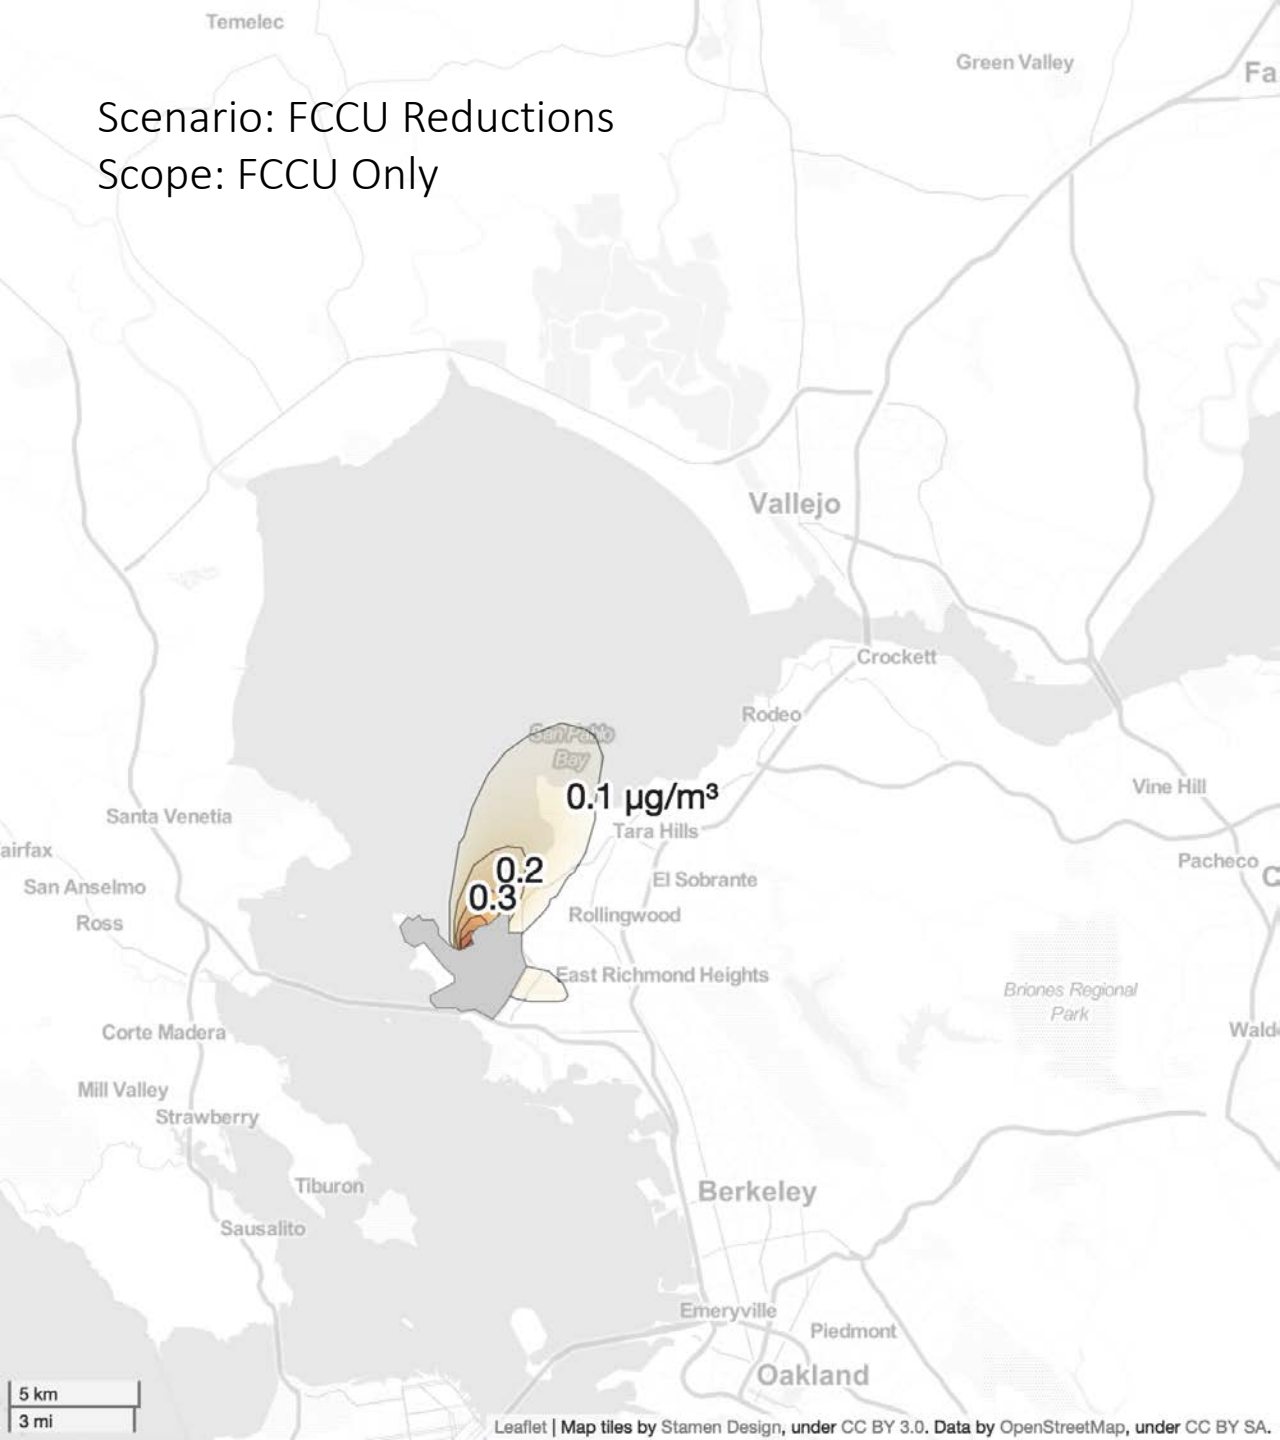 Temelec
Green Valley
Fa
Scenario: FCCU Reductions
Scope: FCCU Only
Vallejo
Crockett
Rodeo
San Pablo
Bay
Vine Hill
0.1 µg/m³
Santa Venetia
Tara Hills
airfax
Pacheco
0.2
C
San Anselmo
El Sobrante
0.3
Ross
Rollingwood
East Richmond Heights
Briones Regional
Park
Corte Madera
Wald
Mill Valley
Strawberry
Tiburon
Berkeley
Sausalito
Emeryville
Piedmont
Oakland
5 km
3 mi
Leaflet | Map tiles by Stamen Design, under CC BY 3.0. Data by OpenStreetMap, under CC BY SA.